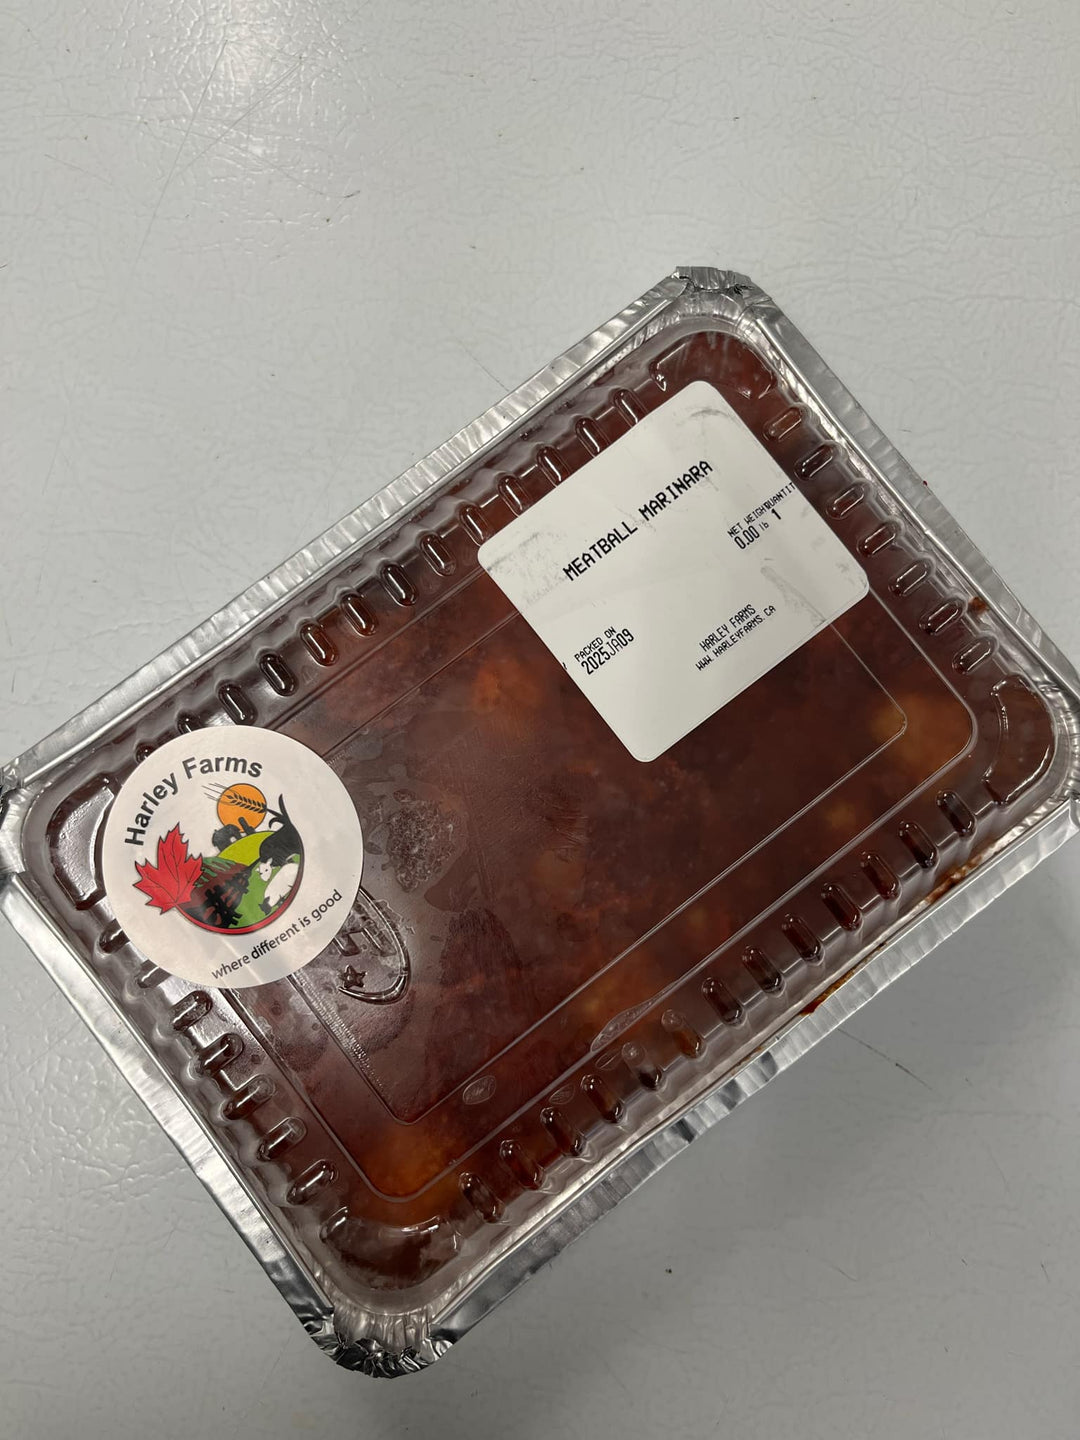 MEATBALL MARINARA
NET WEIGHT QUANTIT
0.00 lb 1
PACKED ON
2025JA09
HARLEY FARMS
WWW.HARLEYFARMS.CA
Harley Farms
where different is good